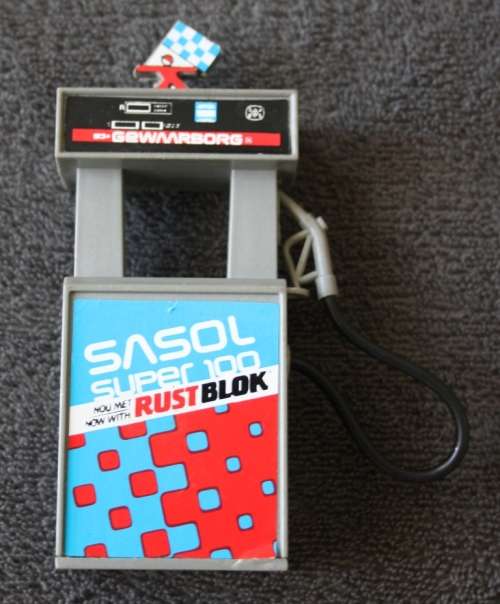 GEWAARBORG
SASOL
SUPER 100
NOU MET
NOW WITH
RUSTBLOK